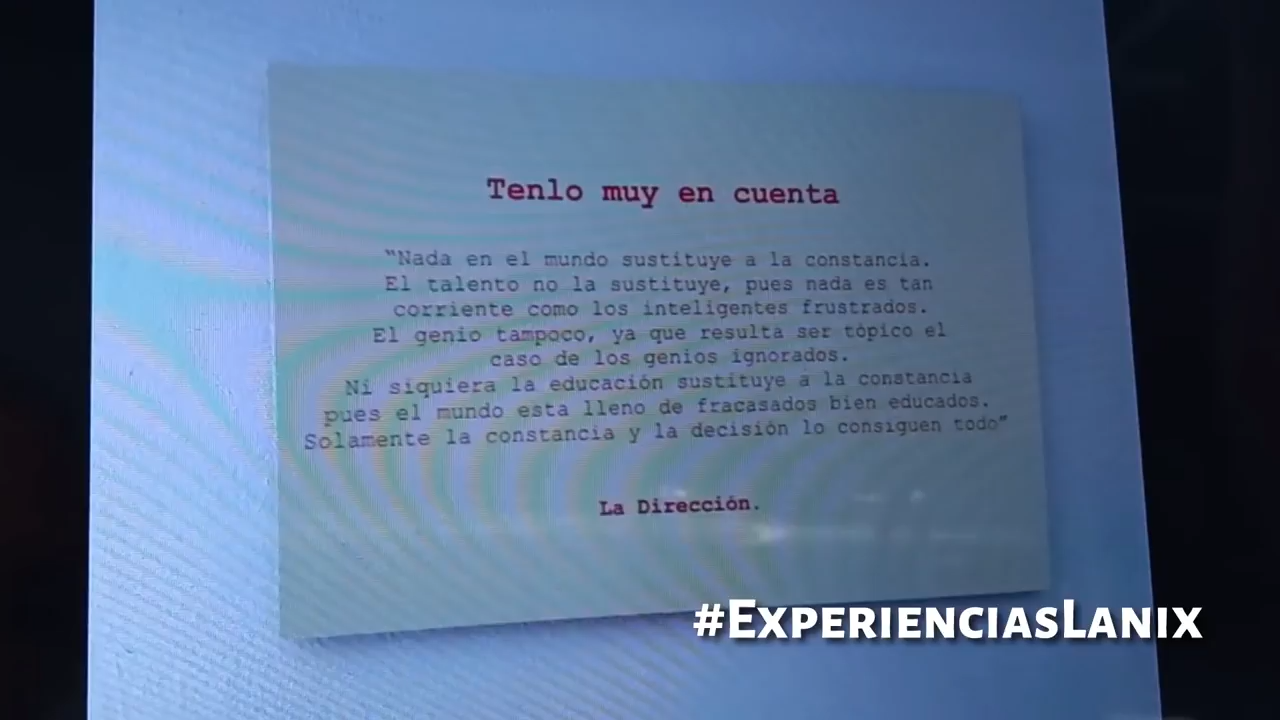 Tenlo muy en cuenta
"Nada en el mundo sustituye a la constancia.
El talento no la sustituye, pues nada es tan
corriente como los inteligentes frustrados.
El genio tampoco, ya que resulta ser tópico el
caso de los genios ignorados.
Ni siquiera la educación sustituye a la constancia
pues el mundo esta lleno de fracasados bien educados.
Solamente la constancia y la decisión lo consiguen todo"
La Dirección.
#ExperienciasLanix